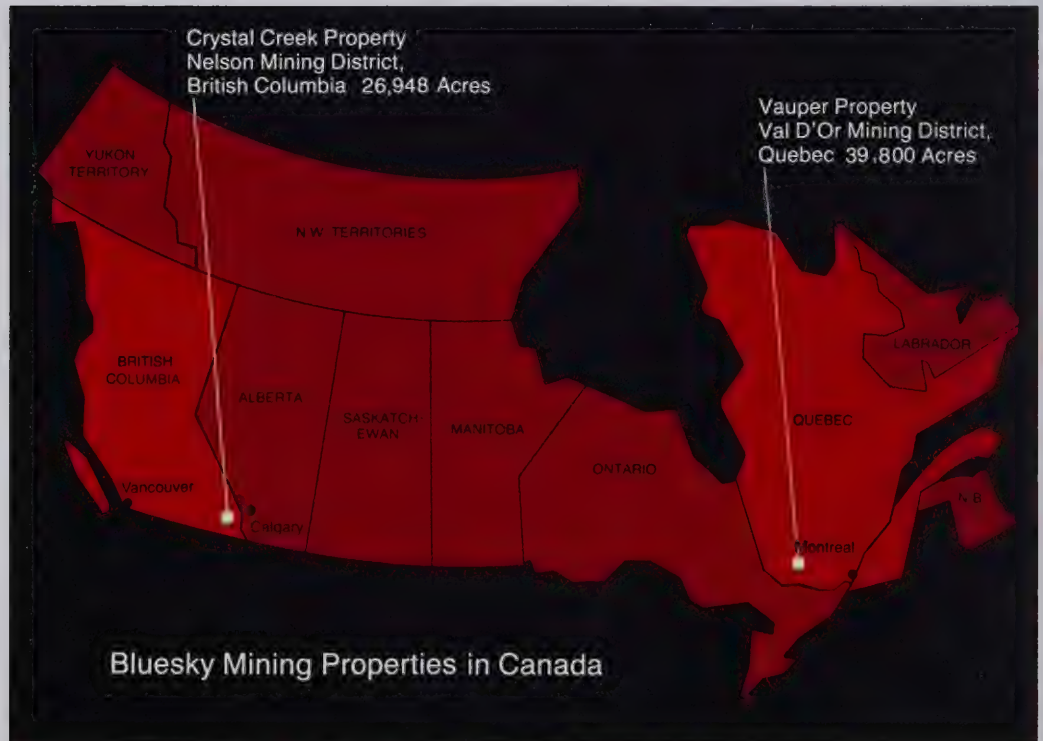 Crystal Creek Property
Nelson Mining District,
British Columbia 26,948 Acres
Vauper Property
Val D'Or Mining District,
Quebec 39,800 Acres
YUKON
TERRITORY
N.W. TERRITORIES
BRITISH
COLUMBIA
ALBERTA
SASKATCH-
EWAN
MANITOBA
ONTARIO
QUEBEC
LABRADOR
N.B.
Vancouver
Calgary
Montreal
Bluesky Mining Properties in Canada